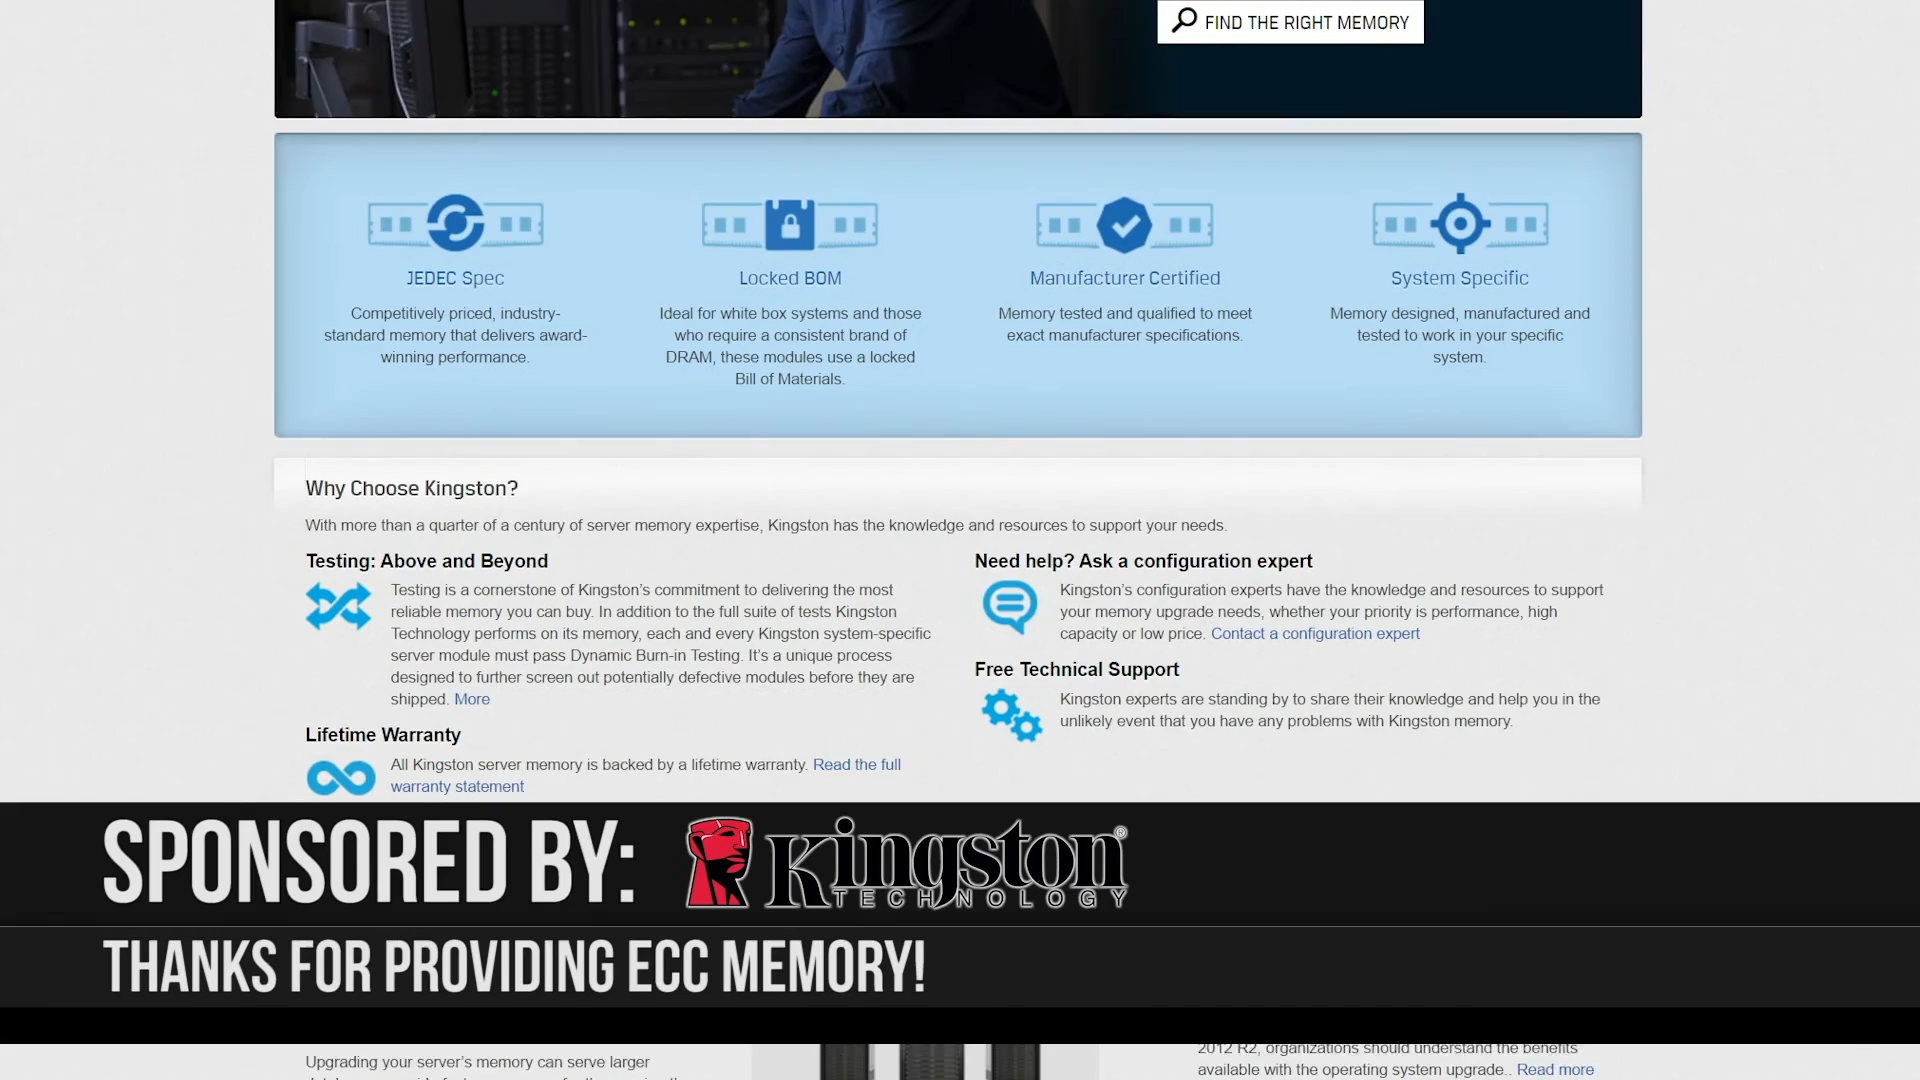 FIND THE RIGHT MEMORY
JEDEC Spec
Competitively priced, industry-
standard memory that delivers award-
winning performance.
Locked BOM
Ideal for white box systems and those
who require a consistent brand of
DRAM, these modules use a locked
Bill of Materials.
Manufacturer Certified
Memory tested and qualified to meet
exact manufacturer specifications.
System Specific
Memory designed, manufactured and
tested to work in your specific
system.
Why Choose Kingston?
With more than a quarter of a century of server memory expertise, Kingston has the knowledge and resources to support your needs.
Testing: Above and Beyond
Testing is a cornerstone of Kingston's commitment to delivering the most
reliable memory you can buy. In addition to the full suite of tests Kingston
Technology performs on its memory, each and every Kingston system-specific
server module must pass Dynamic Burn-in Testing. It's a unique process
designed to further screen out potentially defective modules before they are
shipped. More
Lifetime Warranty
All Kingston server memory is backed by a lifetime warranty. Read the full
warranty statement
Need help? Ask a configuration expert
Kingston's configuration experts have the knowledge and resources to support
your memory upgrade needs, whether your priority is performance, high
capacity or low price. Contact a configuration expert
Free Technical Support
Kingston experts are standing by to share their knowledge and help you in the
unlikely event that you have any problems with Kingston memory.
SPONSORED BY: Kingston®
TECHNOLOGY
THANKS FOR PROVIDING ECC MEMORY!
Upgrading your server's memory can serve larger
2012 R2, organizations should understand the benefits
available with the operating system upgrade.. Read more